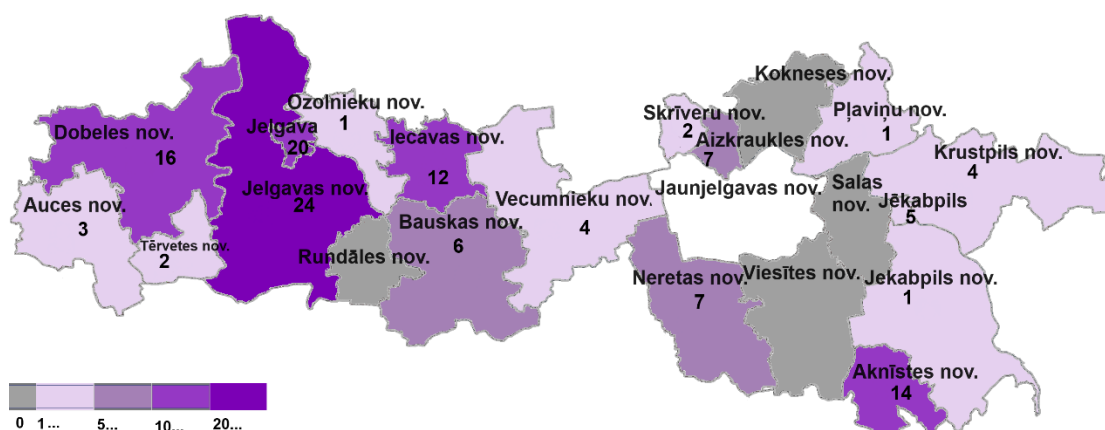 Kokneses nov.
Ozolnieku nov.
1
Skrīveru nov.
2
Pļaviņu nov.
1
Dobeles nov.
16
Jelgava
20
Iecavas nov.
12
Aizkraukles nov.
7
Krustpils nov.
4
Jelgavas nov.
24
Jaunjelgavas nov.
Salas
nov.
Jēkabpils
5
Auces nov.
3
Vecumnieku nov.
4
Bauskas nov.
6
Tērvetes nov.
2
Rundāles nov.
Neretas nov.
7
Viesītes nov.
Jekabpils nov.
1
Aknīstes nov.
14
0 1... 5... 10... 20...